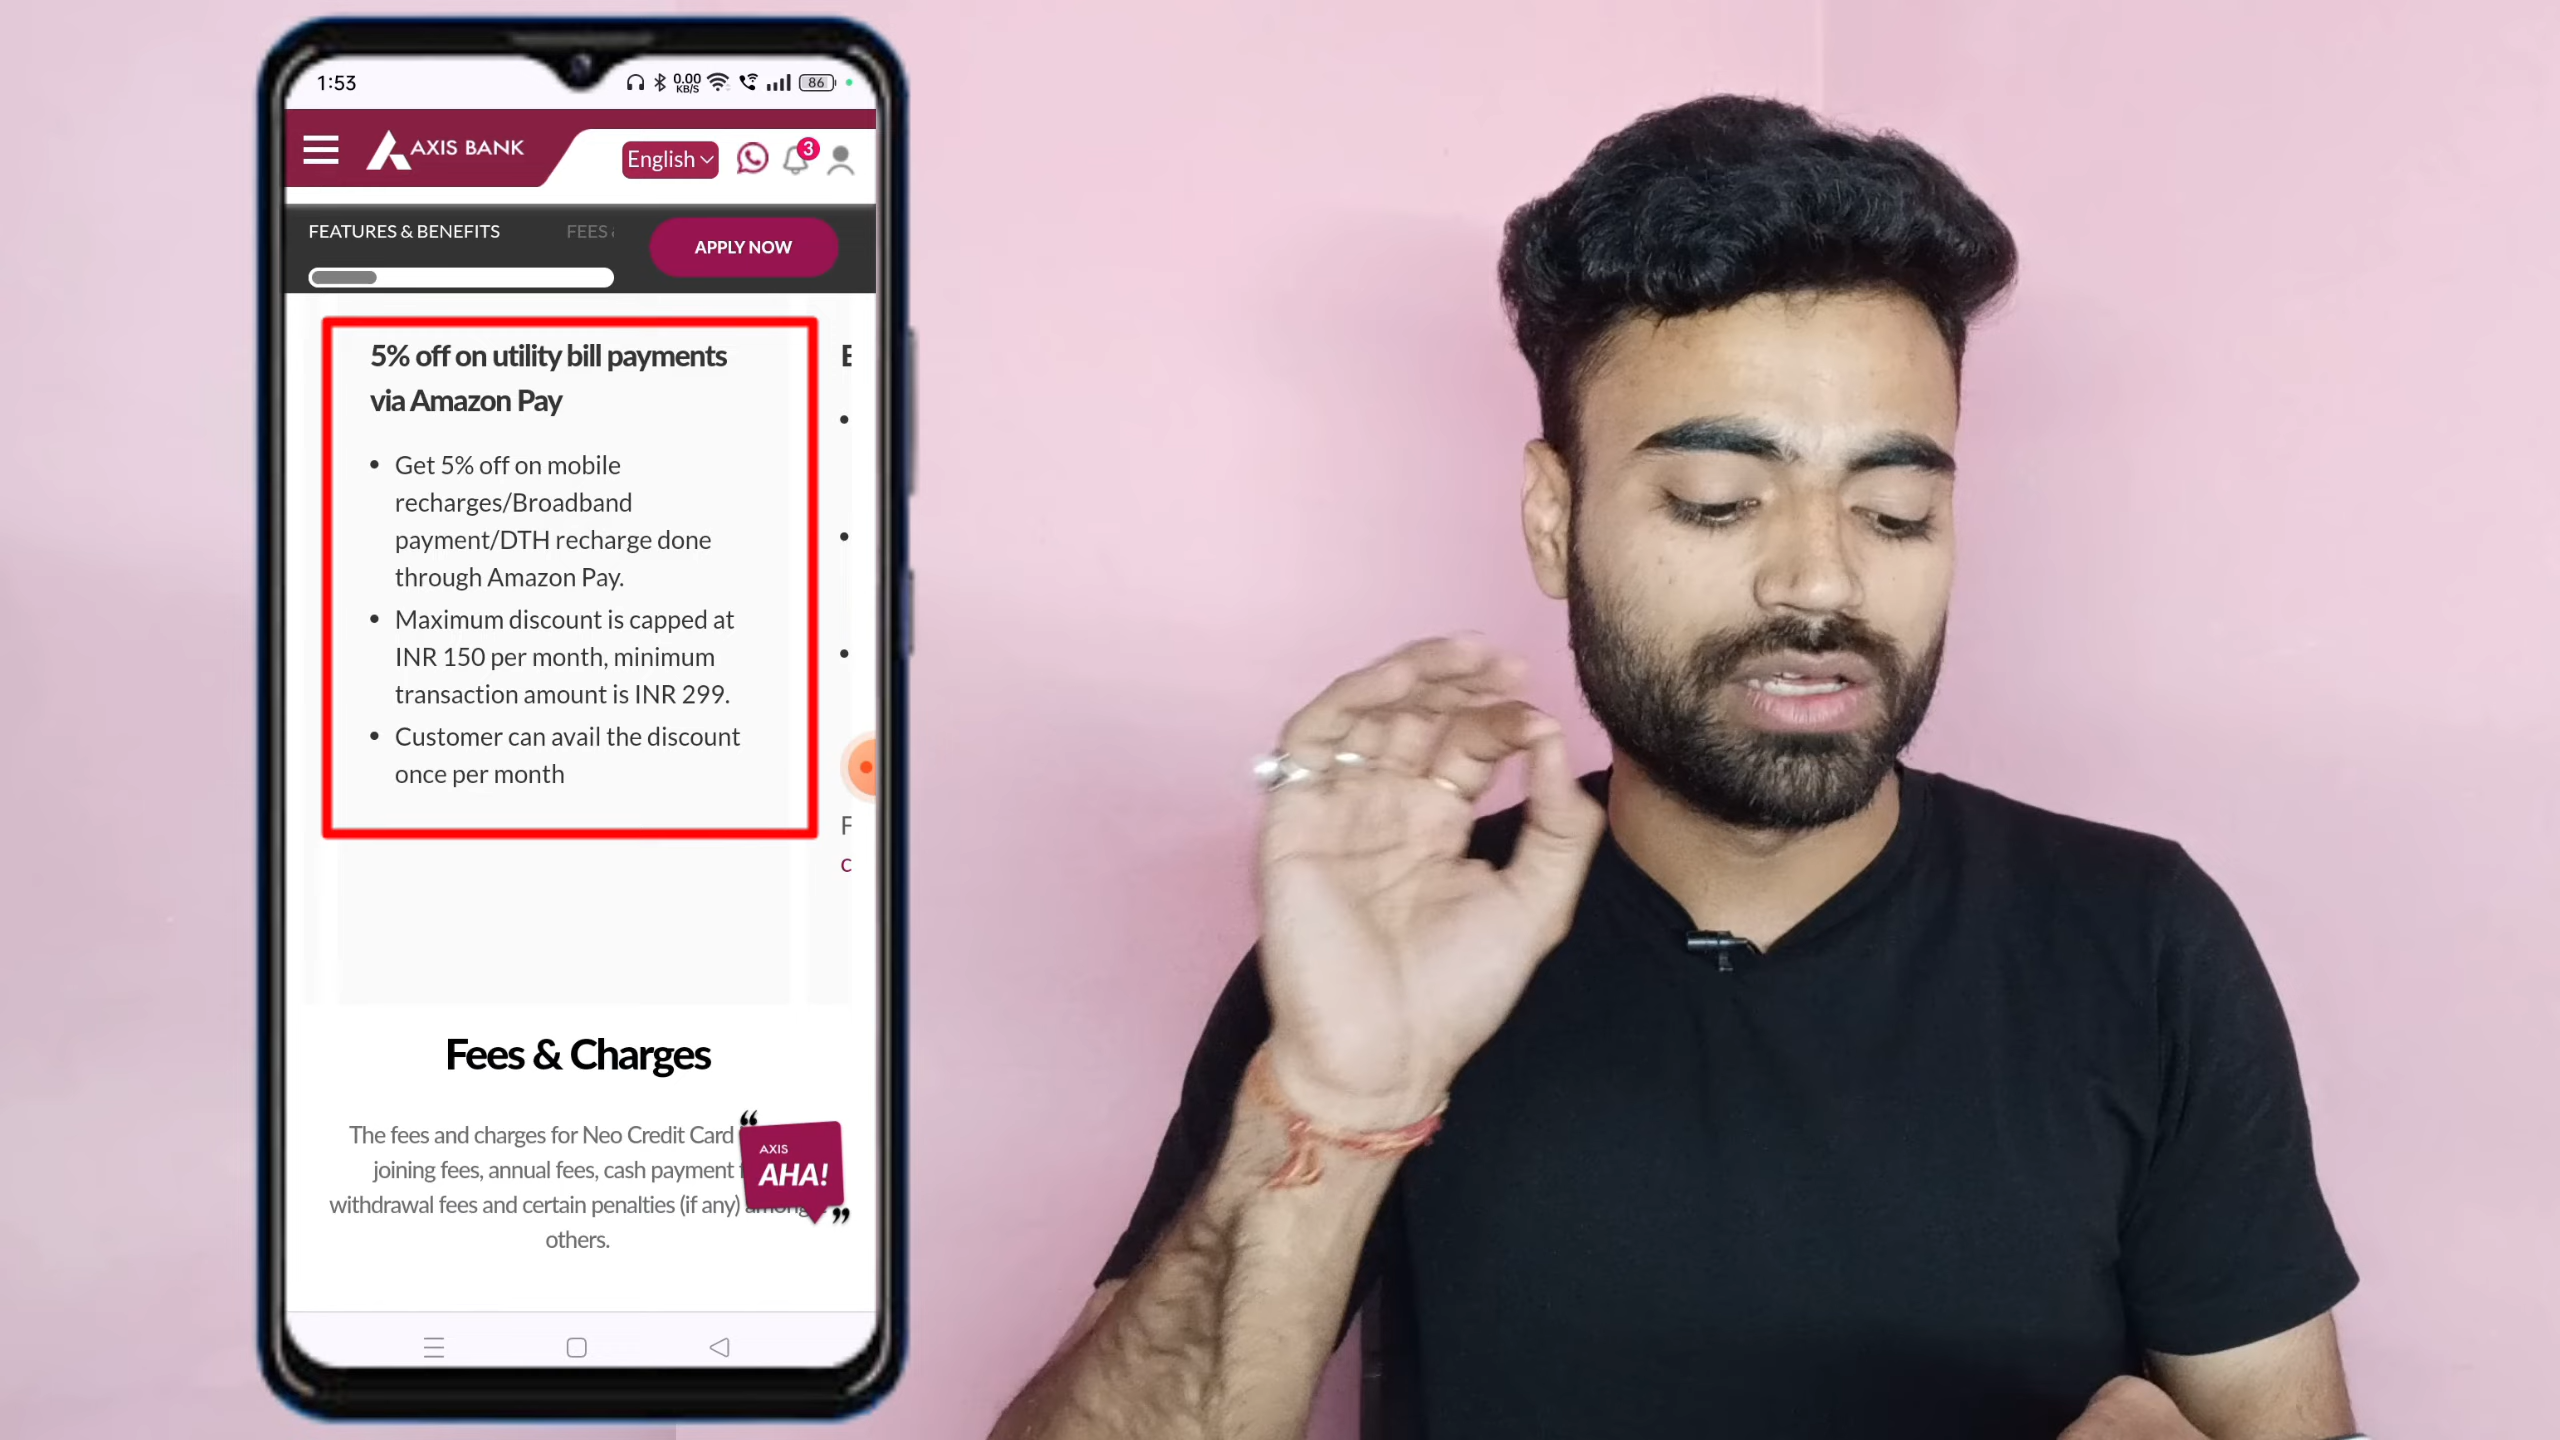 1:53
0.00
KB/S
86
AXIS BANK
English
3
FEATURES & BENEFITS
FEES
APPLY NOW
5% off on utility bill payments
via Amazon Pay
• Get 5% off on mobile
recharges/Broadband
payment/DTH recharge done
through Amazon Pay.
• Maximum discount is capped at
INR 150 per month, minimum
transaction amount is INR 299.
• Customer can avail the discount
once per month
Fees & Charges
The fees and charges for Neo Credit Card
joining fees, annual fees, cash payment
withdrawal fees and certain penalties (if any)
others.
“
AXIS
AHA!
”